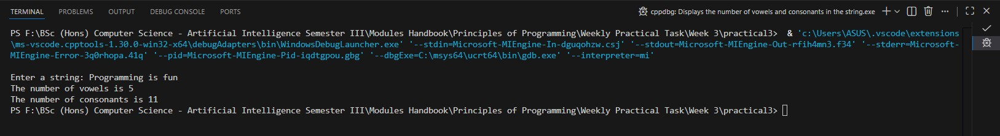 TERMINAL PROBLEMS OUTPUT DEBUG CONSOLE PORTS cppdbg: Displays the number of vowels and consonants in the string.exe
PS F:\BSc (Hons) Computer Science - Artificial Intelligence Semester III\Modules Handbook\Principles of Programming\Weekly Practical Task\Week 3\practical3>  & 'c:\Users\ASUS\.vscode\extensions
\ms-vscode.cpptools-1.30.0-win32-x64\debugAdapters\bin\WindowsDebugLauncher.exe' '--stdin=Microsoft-MIEngine-In-dguqohzw.csj' '--stdout=Microsoft-MIEngine-Out-rfih4mn3.f34' '--stderr=Microsoft-
MIEngine-Error-3q0rhopa.41q' '--pid=Microsoft-MIEngine-Pid-iqdtgpou.gbg' '--dbgExe=C:\msys64\ucrt64\bin\gdb.exe' '--interpreter=mi'
Enter a string: Programming is fun
The number of vowels is 5
The number of consonants is 11
PS F:\BSc (Hons) Computer Science - Artificial Intelligence Semester III\Modules Handbook\Principles of Programming\Weekly Practical Task\Week 3\practical3>